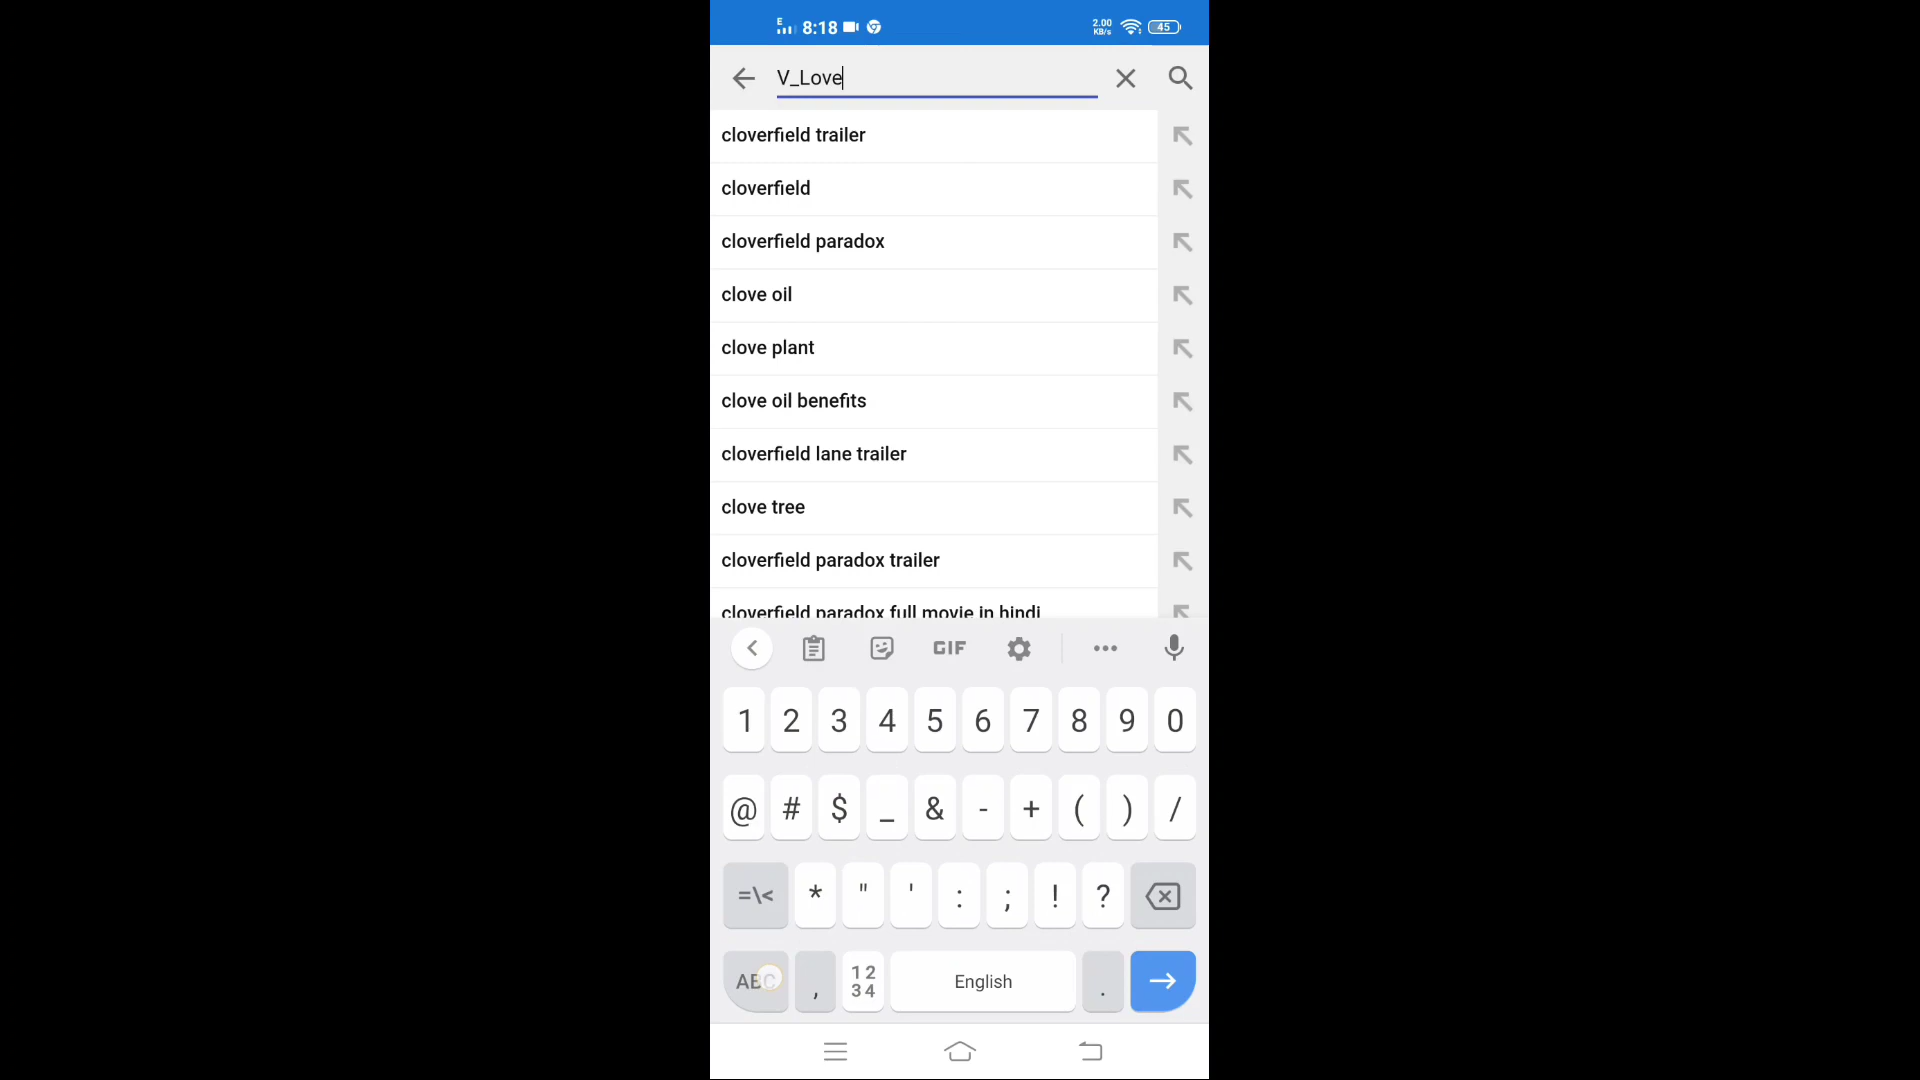 E 8:18 2.00 KB/s 45
V_Love
cloverfield trailer
cloverfield
cloverfield paradox
clove oil
clove plant
clove oil benefits
cloverfield lane trailer
clove tree
cloverfield paradox trailer
cloverfield paradox full movie in hindi
GIF
1 2 3 4 5 6 7 8 9 0
@ # $ _ & - + ( ) /
=\< * " ' : ; ! ?
ABC , 12 34 English .